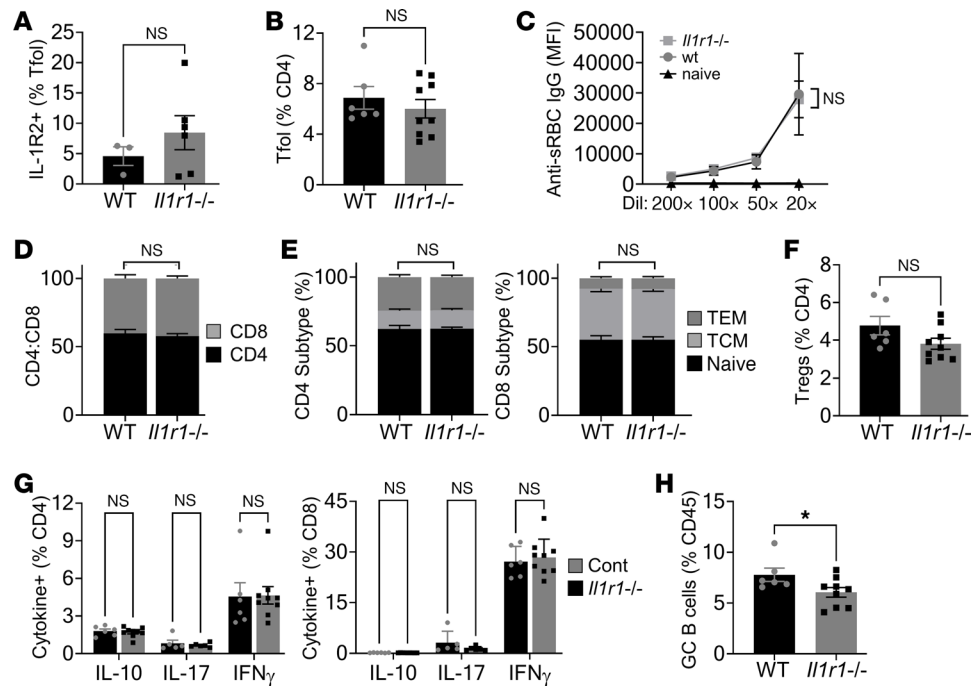 A
NS
IL-1R2+ (% Tfol)
25
20
15
10
5
0
WT
Il1r1-/-
B
NS
Tfol (% CD4)
12
8
4
0
WT
Il1r1-/-
C
Anti-sRBC IgG (MFI)
50000
40000
30000
20000
10000
0
Il1r1-/-
wt
naive
NS
Dil: 200× 100× 50× 20×
D
NS
CD4:CD8
100
50
0
WT
Il1r1-/-
CD8
CD4
E
NS
CD4 Subtype (%)
100
50
0
WT
Il1r1-/-
NS
CD8 Subtype (%)
100
50
0
WT
Il1r1-/-
TEM
TCM
Naive
F
NS
Tregs (% CD4)
8
6
4
2
0
WT
Il1r1-/-
G
Cytokine+ (% CD4)
12
9
6
3
0
NS
NS
NS
IL-10
IL-17
IFNγ
Cytokine+ (% CD8)
45
30
15
0
NS
NS
NS
IL-10
IL-17
IFNγ
Cont
Il1r1-/-
H
*
GC B cells (% CD45)
15
10
5
0
WT
Il1r1-/-